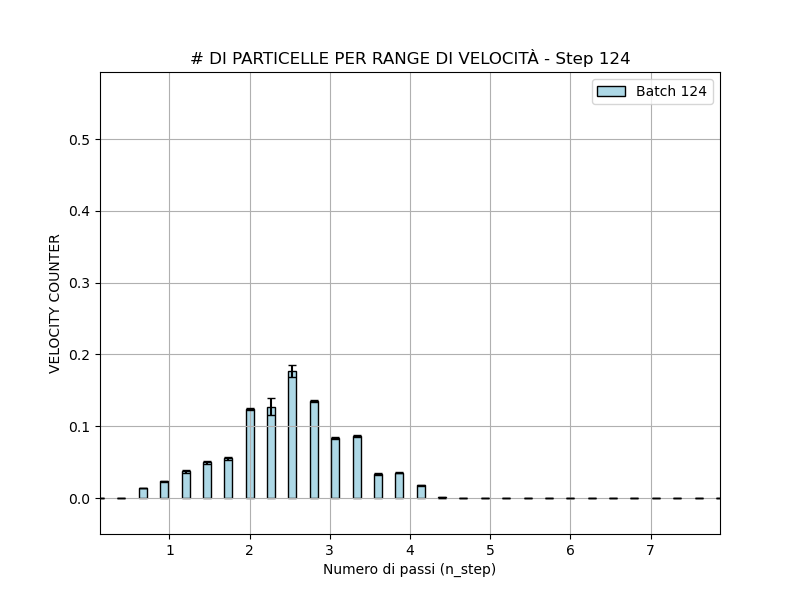 # DI PARTICELLE PER RANGE DI VELOCITÀ - Step 124
Batch 124
VELOCITY COUNTER
0.5
0.4
0.3
0.2
0.1
0.0
1 2 3 4 5 6 7
Numero di passi (n_step)